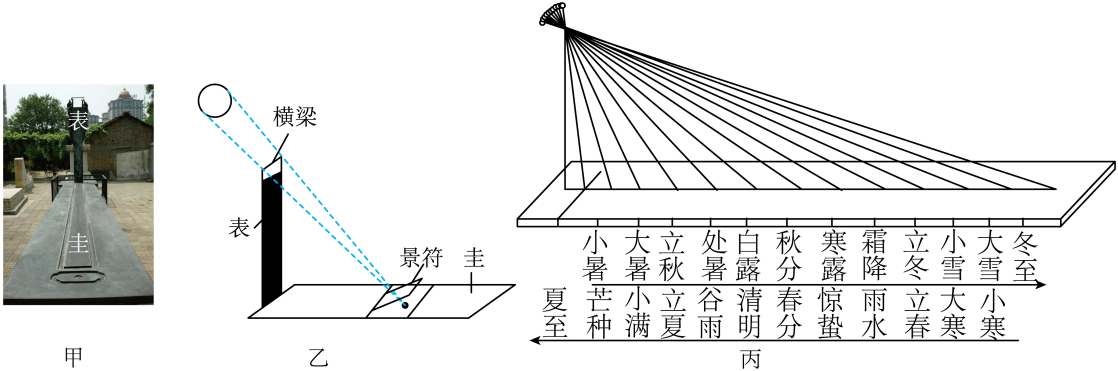 表
圭
甲
横梁
表
景符
圭
乙
小暑 大暑 立秋 处暑 白露 秋分 寒露 霜降 立冬 小雪 大雪 冬至
夏至 芒种 小满 立夏 谷雨 清明 春分 惊蛰 雨水 立春 大寒 小寒
丙